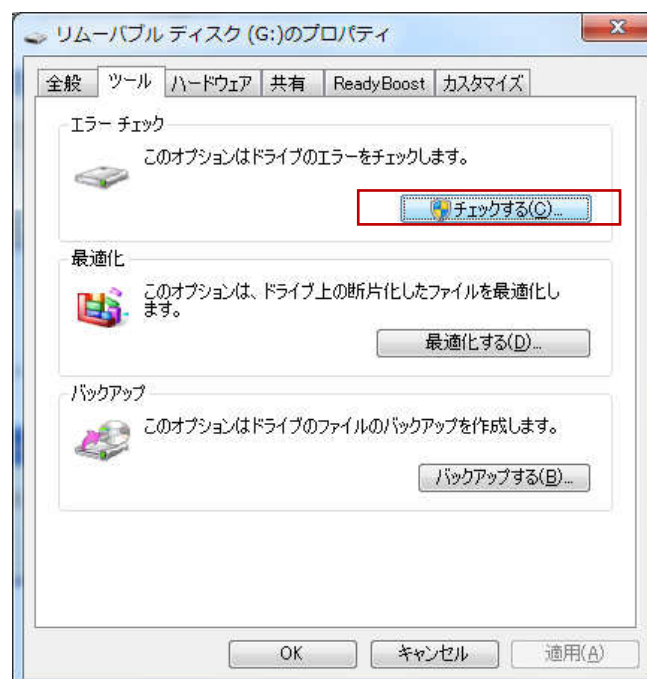 リムーバブル ディスク (G:)のプロパティ
全般 ツール ハードウェア 共有 ReadyBoost カスタマイズ
エラー チェック
このオプションはドライブのエラーをチェックします。
チェックする(C)...
最適化
このオプションは、ドライブ上の断片化したファイルを最適化し
ます。
最適化する(D)...
バックアップ
このオプションはドライブのファイルのバックアップを作成します。
バックアップする(B)...
OK キャンセル 適用(A)